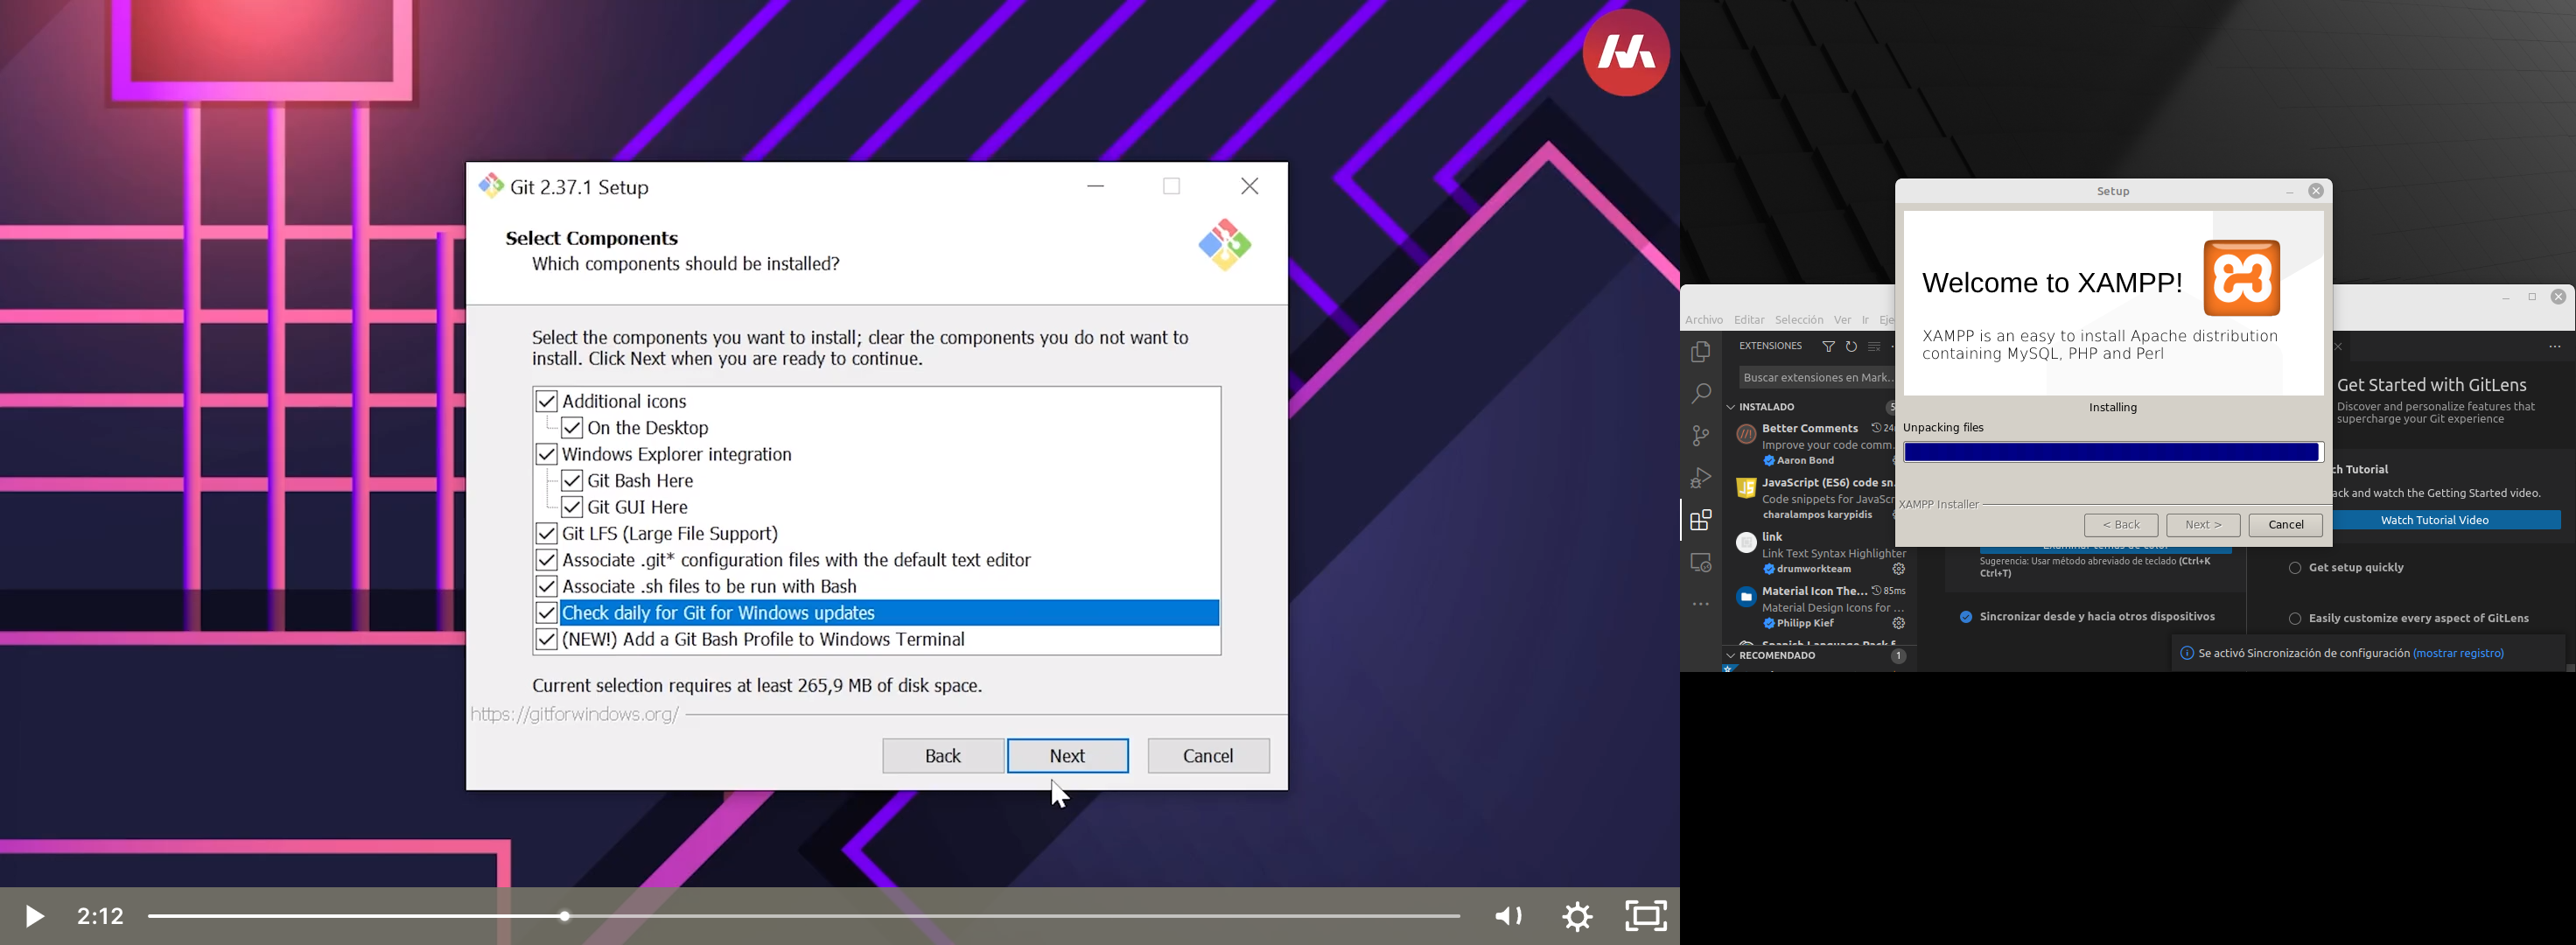 Git 2.37.1 Setup
Select Components
Which components should be installed?
Select the components you want to install; clear the components you do not want to
install. Click Next when you are ready to continue.
Additional icons
On the Desktop
Windows Explorer integration
Git Bash Here
Git GUI Here
Git LFS (Large File Support)
Associate .git* configuration files with the default text editor
Associate .sh files to be run with Bash
Check daily for Git for Windows updates
(NEW!) Add a Git Bash Profile to Windows Terminal
Current selection requires at least 265,9 MB of disk space.
https://gitforwindows.org/
Back Next Cancel
2:12
Setup
Welcome to XAMPP!
XAMPP is an easy to install Apache distribution
containing MySQL, PHP and Perl
Installing
Unpacking files
XAMPP Installer
< Back Next > Cancel
Archivo Editar Selección Ver Ir Eje
EXTENSIONES
Buscar extensiones en Mark...
INSTALADO 5
Better Comments 24
Improve your code comm...
Aaron Bond
JavaScript (ES6) code sn...
Code snippets for JavaScr
charalampos karypidis
link
Link Text Syntax Highlighter
drumworkteam
Material Icon The... 85ms
Material Design Icons for ...
Philipp Kief
RECOMENDADO 1
Sugerencia: Usar método abreviado de teclado (Ctrl+K
Ctrl+T)
Sincronizar desde y hacia otros dispositivos
Get Started with GitLens
Discover and personalize features that
supercharge your Git experience
ch Tutorial
ack and watch the Getting Started video.
Watch Tutorial Video
Get setup quickly
Easily customize every aspect of GitLens
Se activó Sincronización de configuración (mostrar registro)